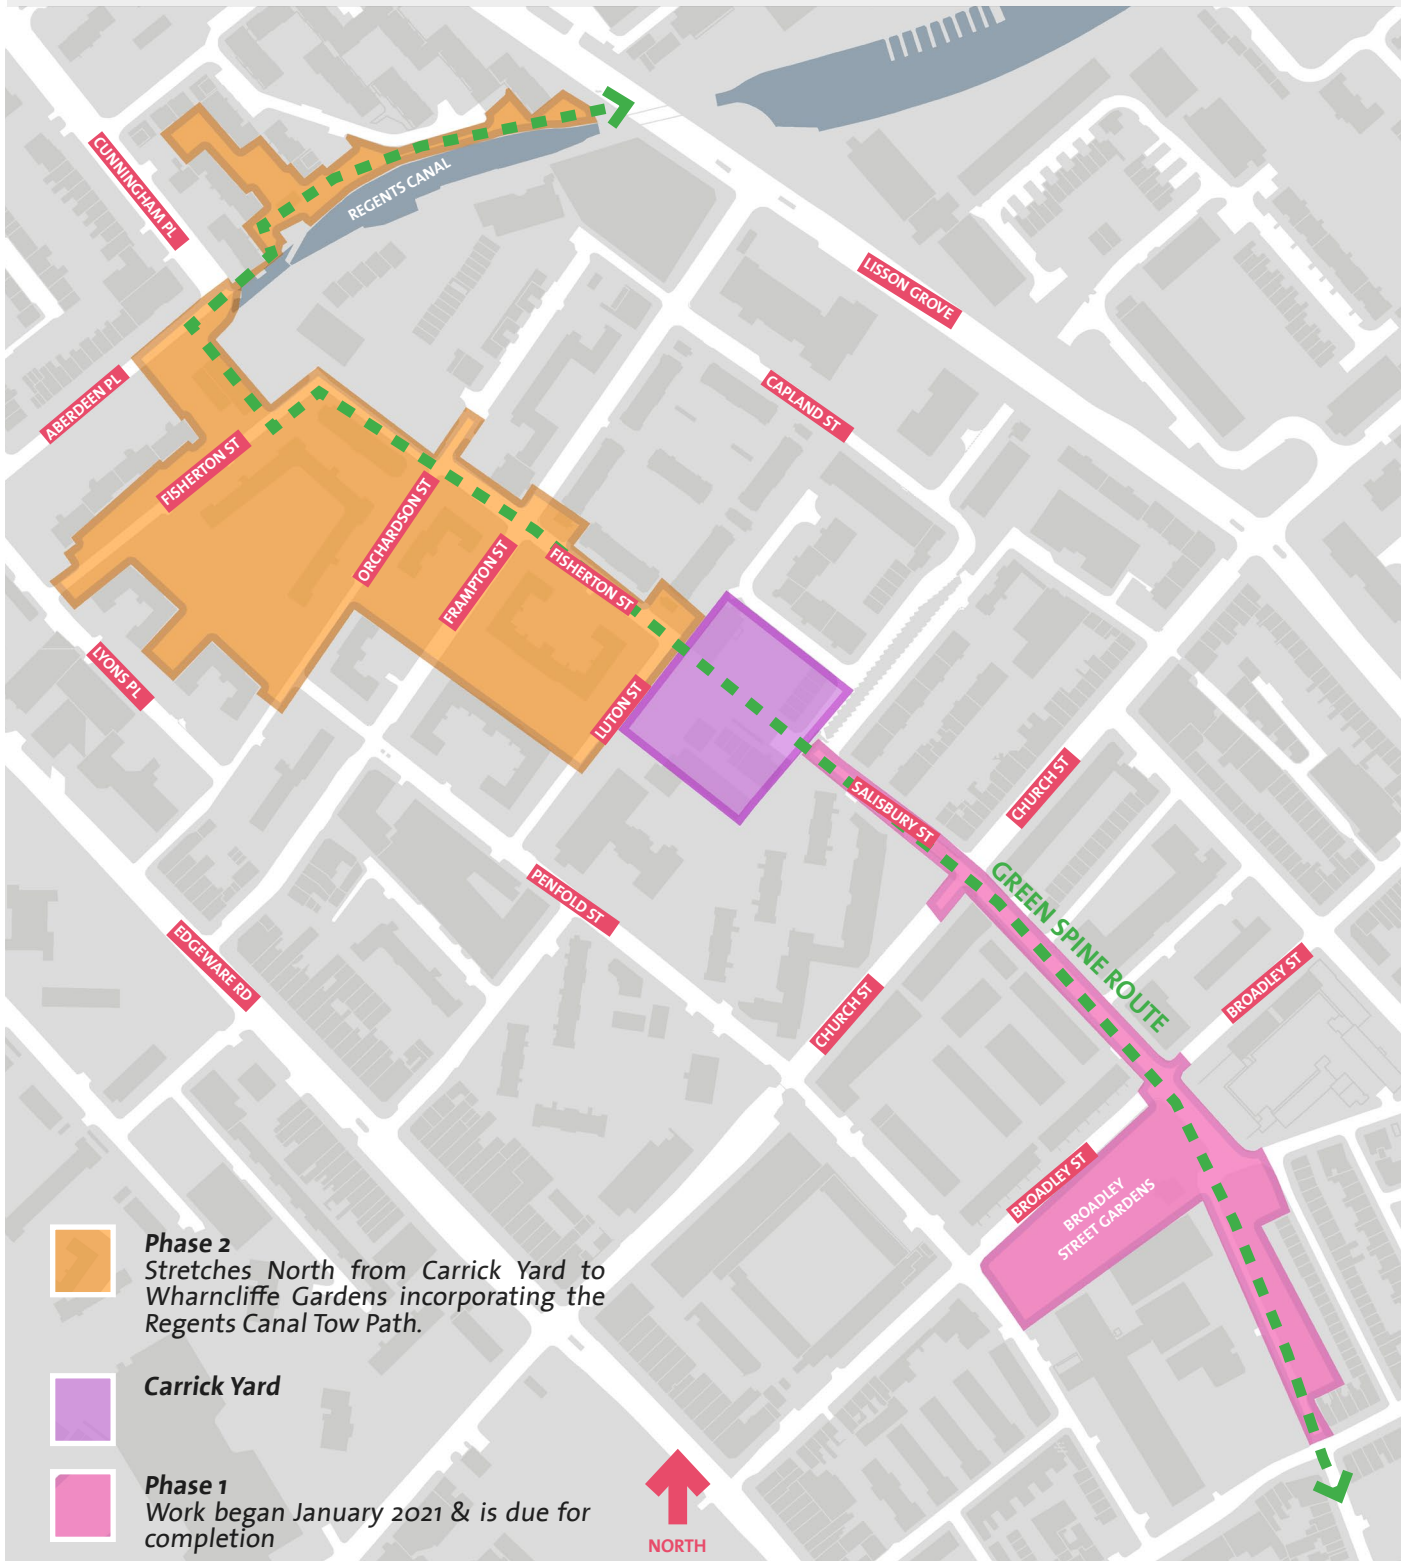 CUNNINGHAM PL
REGENTS CANAL
LISSON GROVE
ABERDEEN PL
CAPLAND ST
FISHERTON ST
ORCHARDSON ST
FRAMPTON ST
FISHERTON ST
LYONS PL
LUTON ST
SALISBURY ST
CHURCH ST
GREEN SPINE ROUTE
PENFOLD ST
EDGEWARE RD
CHURCH ST
BROADLEY ST
BROADLEY ST
BROADLEY
STREET GARDENS
Phase 2
Stretches North from Carrick Yard to
Wharncliffe Gardens incorporating the
Regents Canal Tow Path.
Carrick Yard
Phase 1
Work began January 2021 & is due for
completion
NORTH